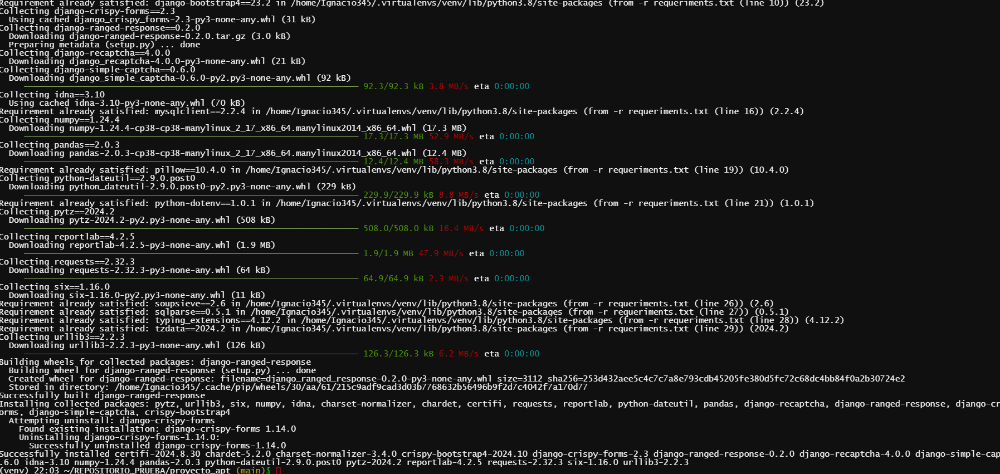 Requirement already satisfied: django-bootstrap4==23.2 in /home/Ignacio345/.virtualenvs/venv/lib/python3.8/site-packages (from -r requeriments.txt (line 10)) (23.2)
Collecting django-crispy-forms==2.3
Using cached django_crispy_forms-2.3-py3-none-any.whl (31 kB)
Collecting django-ranged-response==0.2.0
Downloading django-ranged-response-0.2.0.tar.gz (3.0 kB)
Preparing metadata (setup.py) ... done
Collecting django-recaptcha==4.0.0
Downloading django_recaptcha-4.0.0-py3-none-any.whl (21 kB)
Collecting django-simple-captcha==0.6.0
Downloading django_simple_captcha-0.6.0-py2.py3-none-any.whl (92 kB)
92.3/92.3 kB 3.8 MB/s eta 0:00:00
Collecting idna==3.10
Using cached idna-3.10-py3-none-any.whl (70 kB)
Requirement already satisfied: mysqlclient==2.2.4 in /home/Ignacio345/.virtualenvs/venv/lib/python3.8/site-packages (from -r requeriments.txt (line 16)) (2.2.4)
Collecting numpy==1.24.4
Downloading numpy-1.24.4-cp38-cp38-manylinux_2_17_x86_64.manylinux2014_x86_64.whl (17.3 MB)
17.3/17.3 MB 52.9 MB/s eta 0:00:00
Collecting pandas==2.0.3
Downloading pandas-2.0.3-cp38-cp38-manylinux_2_17_x86_64.manylinux2014_x86_64.whl (12.4 MB)
12.4/12.4 MB 58.3 MB/s eta 0:00:00
Requirement already satisfied: pillow==10.4.0 in /home/Ignacio345/.virtualenvs/venv/lib/python3.8/site-packages (from -r requeriments.txt (line 19)) (10.4.0)
Collecting python-dateutil==2.9.0.post0
Downloading python_dateutil-2.9.0.post0-py2.py3-none-any.whl (229 kB)
229.9/229.9 kB 8.8 MB/s eta 0:00:00
Requirement already satisfied: python-dotenv==1.0.1 in /home/Ignacio345/.virtualenvs/venv/lib/python3.8/site-packages (from -r requeriments.txt (line 21)) (1.0.1)
Collecting pytz==2024.2
Downloading pytz-2024.2-py2.py3-none-any.whl (508 kB)
508.0/508.0 kB 16.4 MB/s eta 0:00:00
Collecting reportlab==4.2.5
Downloading reportlab-4.2.5-py3-none-any.whl (1.9 MB)
1.9/1.9 MB 47.9 MB/s eta 0:00:00
Collecting requests==2.32.3
Downloading requests-2.32.3-py3-none-any.whl (64 kB)
64.9/64.9 kB 2.3 MB/s eta 0:00:00
Collecting six==1.16.0
Downloading six-1.16.0-py2.py3-none-any.whl (11 kB)
Requirement already satisfied: soupsieve==2.6 in /home/Ignacio345/.virtualenvs/venv/lib/python3.8/site-packages (from -r requeriments.txt (line 26)) (2.6)
Requirement already satisfied: sqlparse==0.5.1 in /home/Ignacio345/.virtualenvs/venv/lib/python3.8/site-packages (from -r requeriments.txt (line 27)) (0.5.1)
Requirement already satisfied: typing_extensions==4.12.2 in /home/Ignacio345/.virtualenvs/venv/lib/python3.8/site-packages (from -r requeriments.txt (line 28)) (4.12.2)
Requirement already satisfied: tzdata==2024.2 in /home/Ignacio345/.virtualenvs/venv/lib/python3.8/site-packages (from -r requeriments.txt (line 29)) (2024.2)
Collecting urllib3==2.2.3
Downloading urllib3-2.2.3-py3-none-any.whl (126 kB)
126.3/126.3 kB 6.2 MB/s eta 0:00:00
Building wheels for collected packages: django-ranged-response
Building wheel for django-ranged-response (setup.py) ... done
Created wheel for django-ranged-response: filename=django_ranged_response-0.2.0-py3-none-any.whl size=3112 sha256=253d432aee5c4c7c7a8e793cdb45205fe380d5fc72c68dc4bb84f0a2b30724e2
Stored in directory: /home/Ignacio345/.cache/pip/wheels/30/aa/61/215c9adf9cad3d03b7768632b56496b9f2d7c4042f7a170d77
Successfully built django-ranged-response
Installing collected packages: pytz, urllib3, six, numpy, idna, charset-normalizer, chardet, certifi, requests, reportlab, python-dateutil, pandas, django-recaptcha, django-ranged-response, django-cr
orms, django-simple-captcha, crispy-bootstrap4
Attempting uninstall: django-crispy-forms
Found existing installation: django-crispy-forms 1.14.0
Uninstalling django-crispy-forms-1.14.0:
Successfully uninstalled django-crispy-forms-1.14.0
Successfully installed certifi-2024.8.30 chardet-5.2.0 charset-normalizer-3.4.0 crispy-bootstrap4-2024.10 django-crispy-forms-2.3 django-ranged-response-0.2.0 django-recaptcha-4.0.0 django-simple-cap
.6.0 idna-3.10 numpy-1.24.4 pandas-2.0.3 python-dateutil-2.9.0.post0 pytz-2024.2 reportlab-4.2.5 requests-2.32.3 six-1.16.0 urllib3-2.2.3
(venv) 22:03 ~/REPOSITORIO_PRUEBA/proyecto_apt (main)$